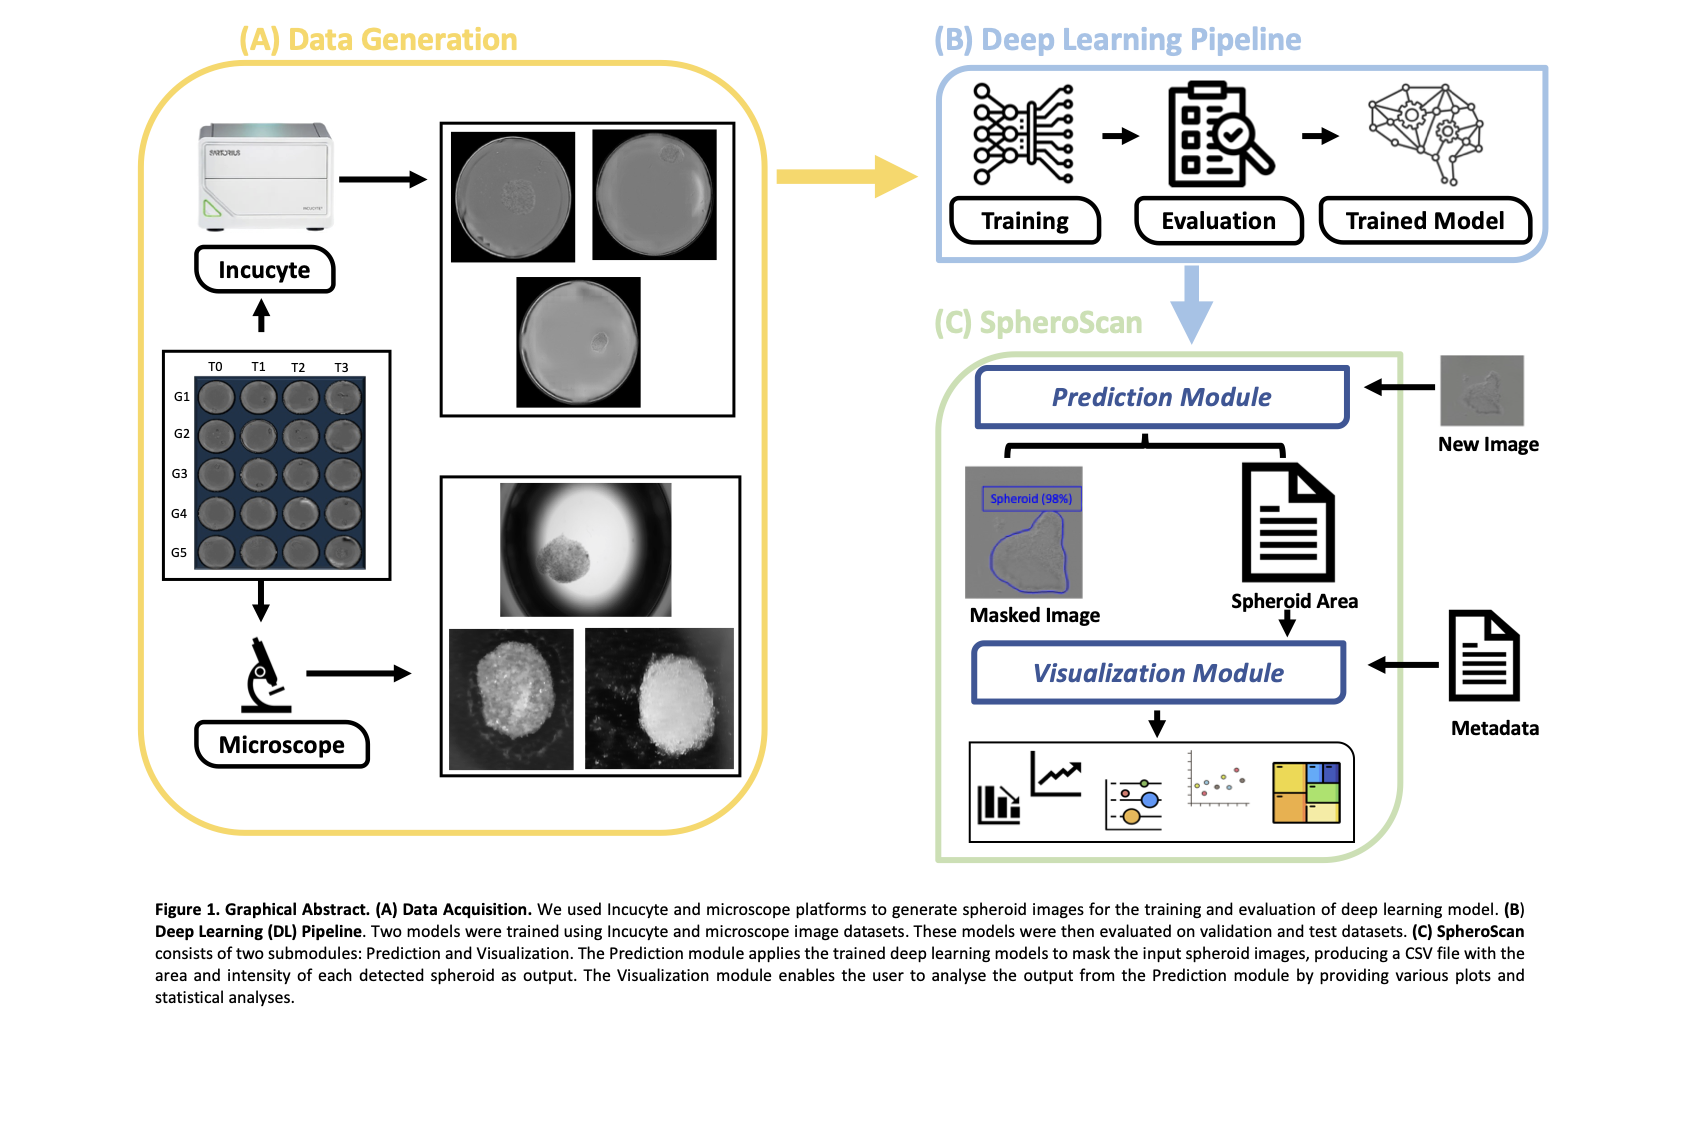 (A) Data Generation
SARTORIUS
INCUCYTE
Incucyte
T0 T1 T2 T3
G1
G2
G3
G4
G5
Microscope
(B) Deep Learning Pipeline
Training
Evaluation
Trained Model
(C) SpheroScan
Prediction Module
New Image
Spheroid (98%)
Masked Image
Spheroid Area
Visualization Module
Metadata
Figure 1. Graphical Abstract. (A) Data Acquisition. We used Incucyte and microscope platforms to generate spheroid images for the training and evaluation of deep learning model. (B)
Deep Learning (DL) Pipeline. Two models were trained using Incucyte and microscope image datasets. These models were then evaluated on validation and test datasets. (C) SpheroScan
consists of two submodules: Prediction and Visualization. The Prediction module applies the trained deep learning models to mask the input spheroid images, producing a CSV file with the
area and intensity of each detected spheroid as output. The Visualization module enables the user to analyse the output from the Prediction module by providing various plots and
statistical analyses.